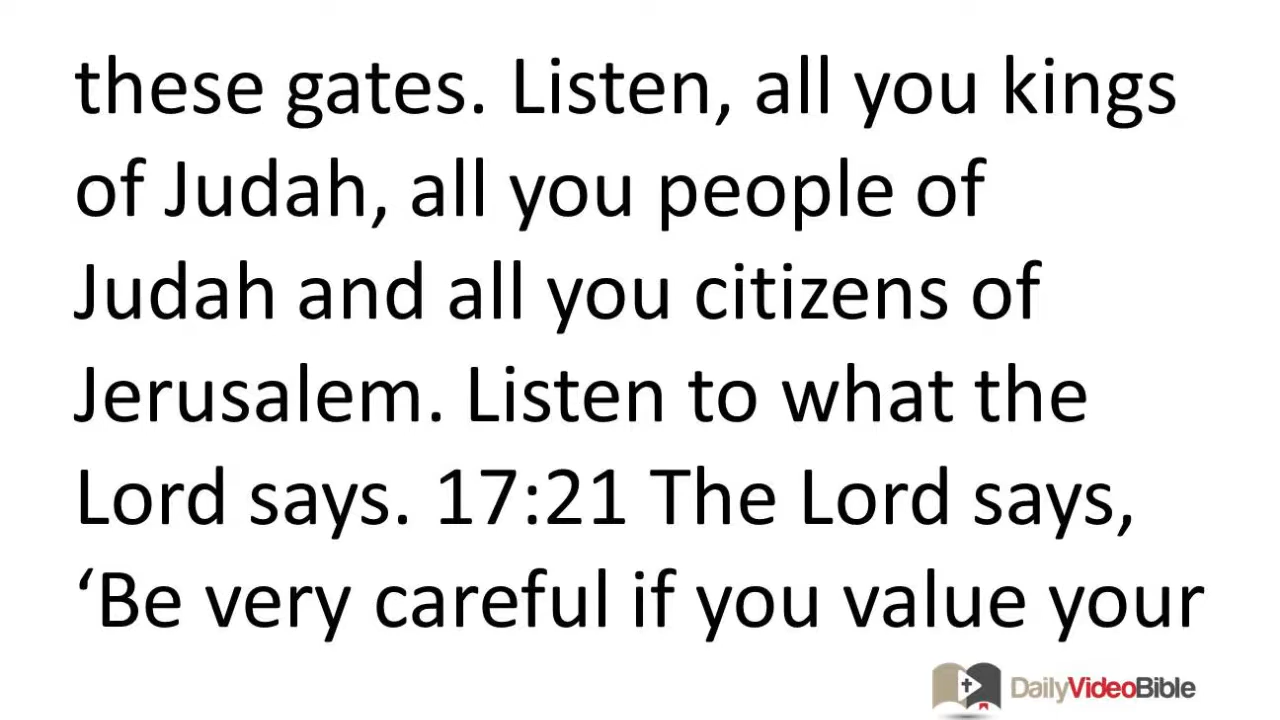 these gates. Listen, all you kings
of Judah, all you people of
Judah and all you citizens of
Jerusalem. Listen to what the
Lord says. 17:21 The Lord says,
‘Be very careful if you value your
DailyVideoBible